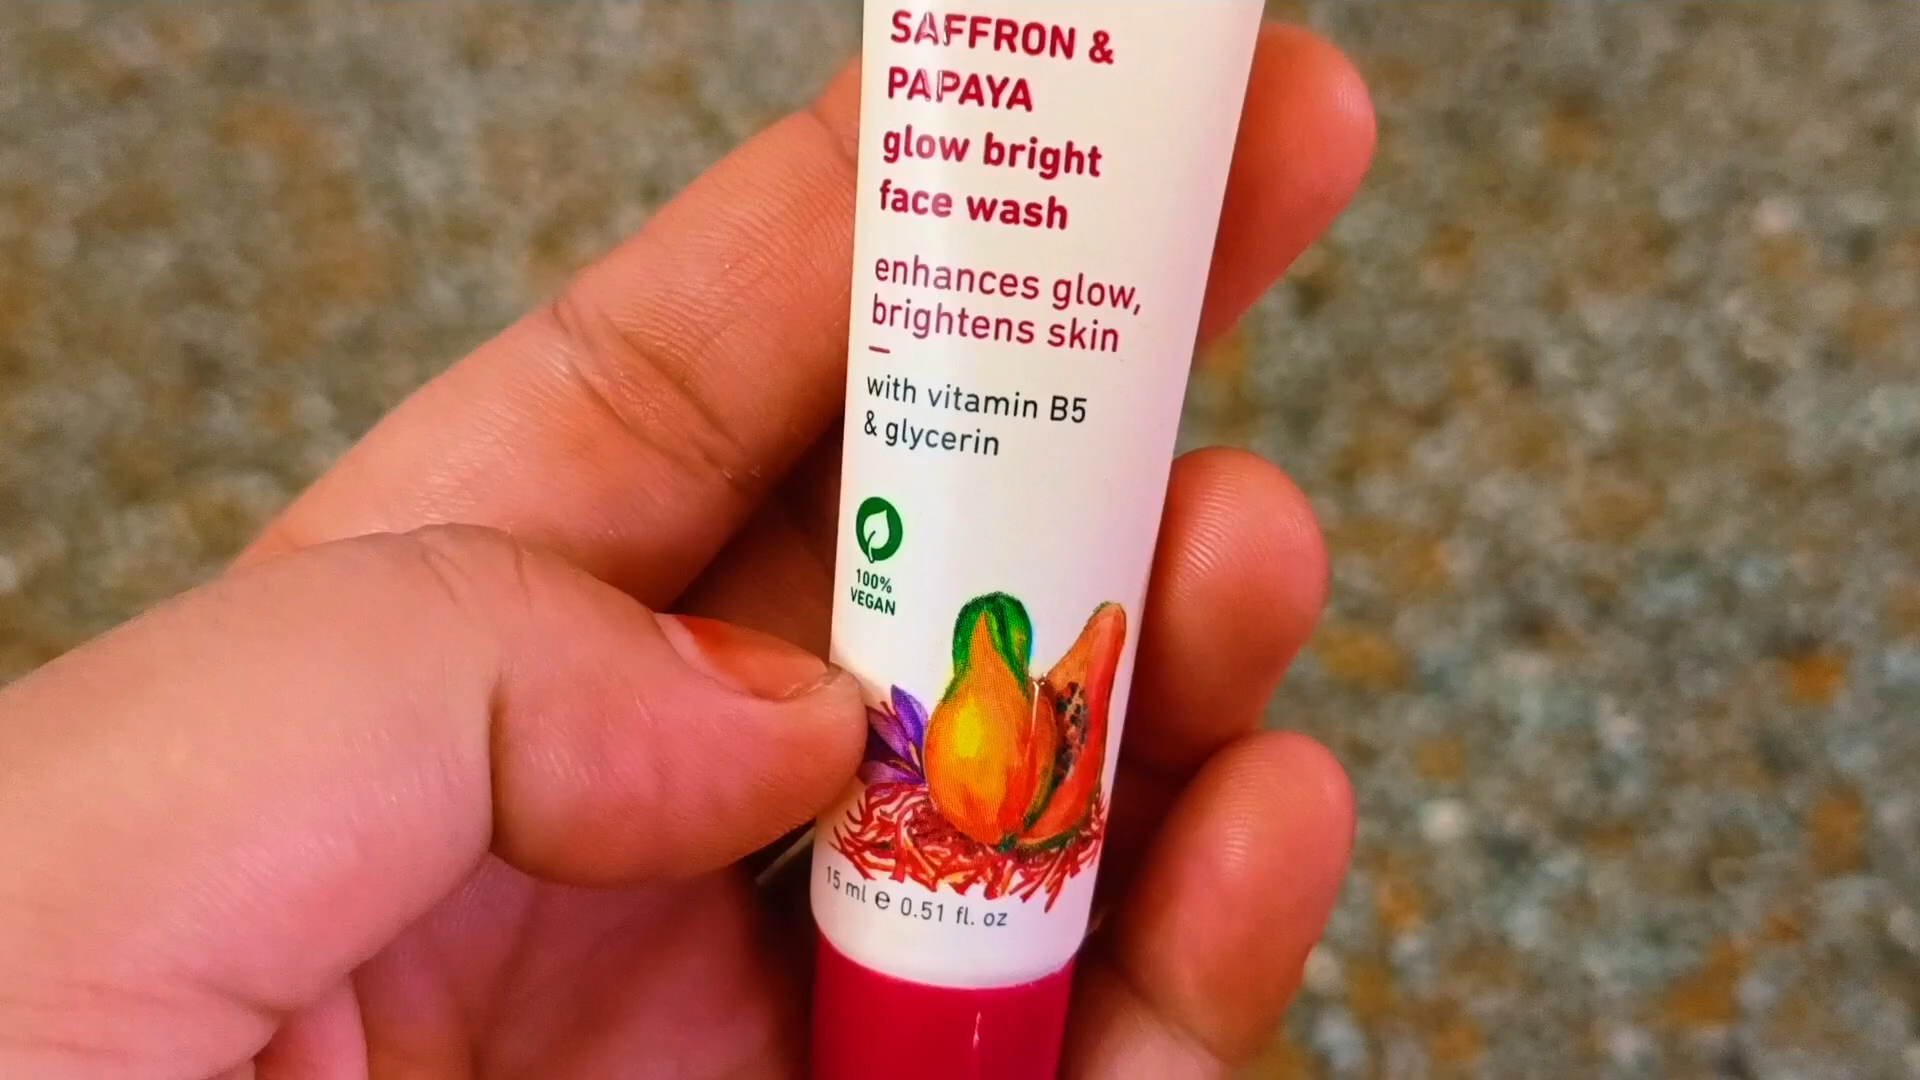 SAFFRON &
PAPAYA
glow bright
face wash
enhances glow,
brightens skin
with vitamin B5
& glycerin
100%
VEGAN
15 ml e 0.51 fl. oz